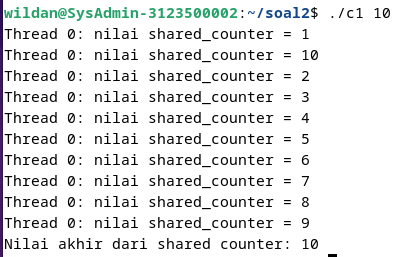 wildan@SysAdmin-3123500002:~/soal2$ ./c1 10
Thread 0: nilai shared_counter = 1
Thread 0: nilai shared_counter = 10
Thread 0: nilai shared_counter = 2
Thread 0: nilai shared_counter = 3
Thread 0: nilai shared_counter = 4
Thread 0: nilai shared_counter = 5
Thread 0: nilai shared_counter = 6
Thread 0: nilai shared_counter = 7
Thread 0: nilai shared_counter = 8
Thread 0: nilai shared_counter = 9
Nilai akhir dari shared counter: 10